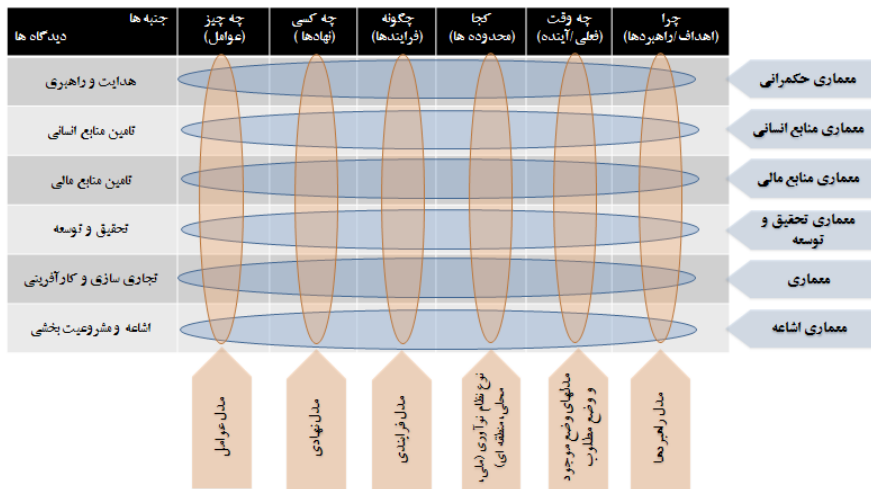 جنبه ها
دیدگاه ها
چه چیز
(عوامل)
چه کسی
(نهادها )
چگونه
(فرایندها)
کجا
(محدوده ها)
چه وقت
(فعلی/آینده)
چرا
(اهداف/راهبردها)
هدایت و راهبری
معماری حکمرانی
تامین منابع انسانی
معماری منابع انسانی
تامین منابع مالی
معماری منابع مالی
تحقیق و توسعه
معماری تحقیق و
توسعه
تجاری سازی و کارآفرینی
معماری
اشاعه و مشروعیت بخشی
معماری اشاعه
مدل عوامل
مدل نهادی
مدل فرایندی
نوع نظام نوآوری (ملی،
محلی، منطقه ای)
مدلهای وضع موجود
و وضع مطلوب
مدل راهبردها